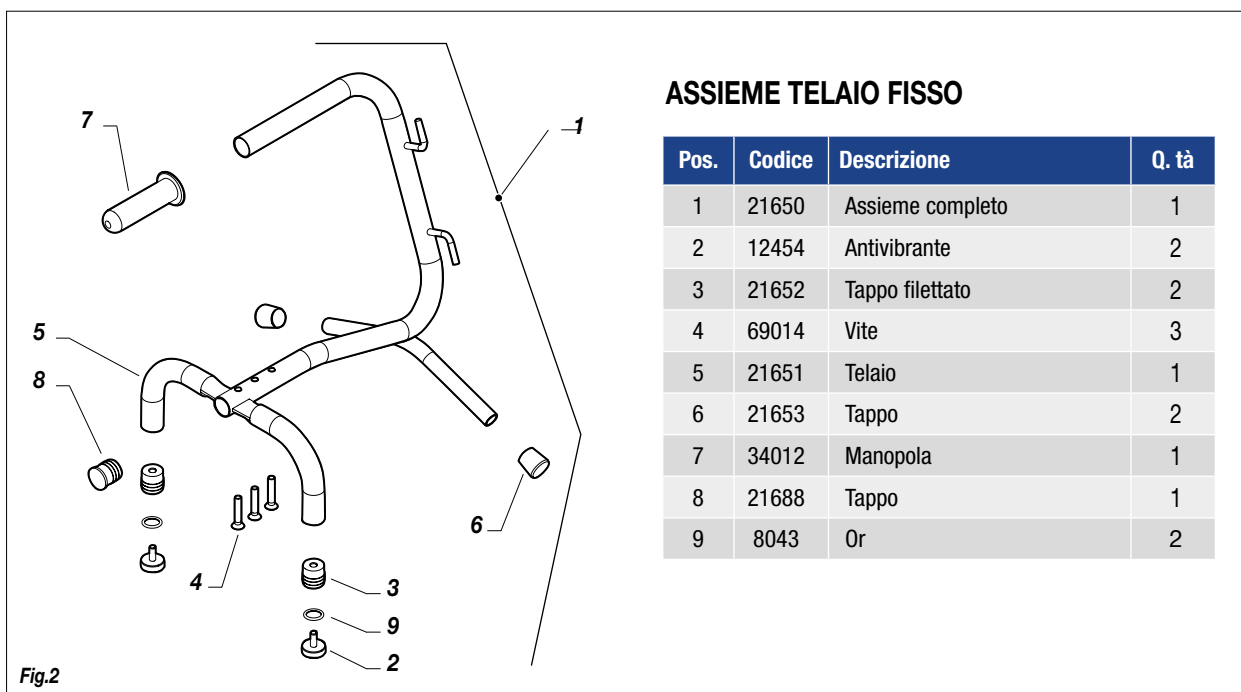 ASSIEME TELAIO FISSO
Pos. Codice Descrizione Q. tà
1 21650 Assieme completo 1
2 12454 Antivibrante 2
3 21652 Tappo filettato 2
4 69014 Vite 3
5 21651 Telaio 1
6 21653 Tappo 2
7 34012 Manopola 1
8 21688 Tappo 1
9 8043 Or 2
7
1
5
8
6
4
3
9
2
Fig.2